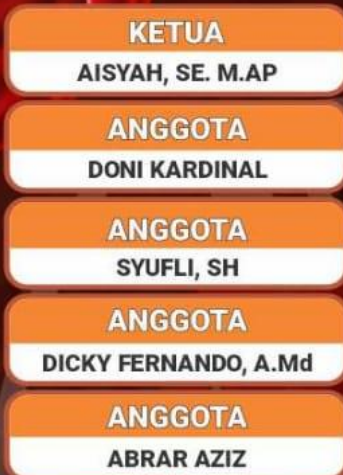 KETUA
AISYAH, SE. M.AP
ANGGOTA
DONI KARDINAL
ANGGOTA
SYUFLI, SH
ANGGOTA
DICKY FERNANDO, A.Md
ANGGOTA
ABRAR AZIZ